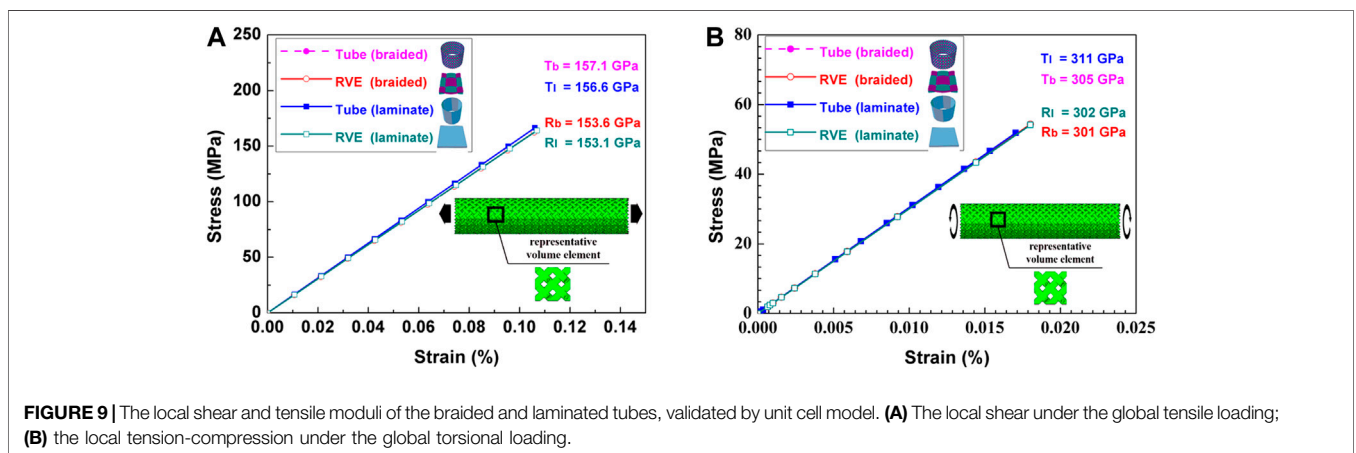 A
250
200
150
100
50
0
Stress (MPa)
Tube (braided)
RVE (braided)
Tube (laminate)
RVE (laminate)
Tb = 157.1 GPa
Tl = 156.6 GPa
Rb = 153.6 GPa
Rl = 153.1 GPa
representative
volume element
0.00 0.02 0.04 0.06 0.08 0.10 0.12 0.14
Strain (%)
B
80
60
40
20
0
Stress (MPa)
Tube (braided)
RVE (braided)
Tube (laminate)
RVE (laminate)
Tl = 311 GPa
Tb = 305 GPa
Rl = 302 GPa
Rb = 301 GPa
representative
volume element
0.000 0.005 0.010 0.015 0.020 0.025
Strain (%)
FIGURE 9 | The local shear and tensile moduli of the braided and laminated tubes, validated by unit cell model. (A) The local shear under the global tensile loading;
(B) the local tension-compression under the global torsional loading.